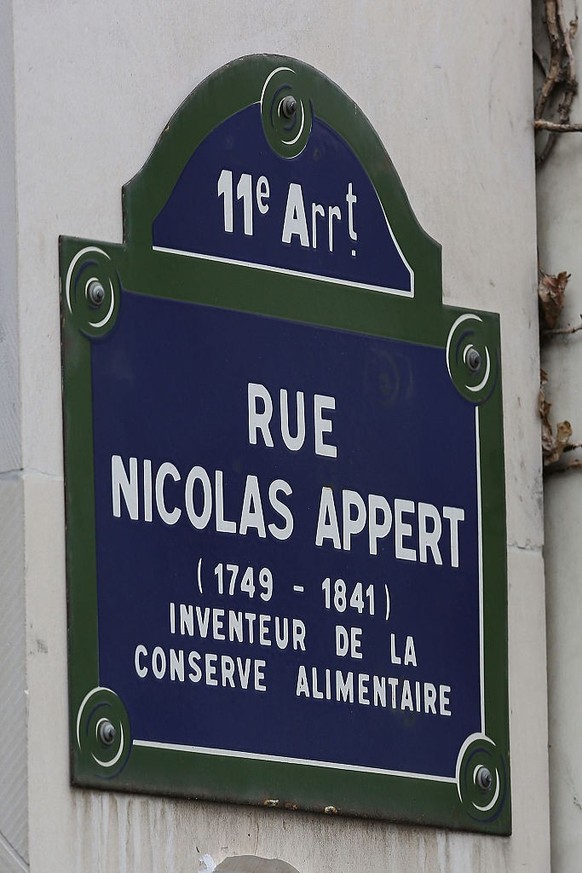 11e Arrt
RUE
NICOLAS APPERT
(1749 - 1841)
INVENTEUR DE LA
CONSERVE ALIMENTAIRE